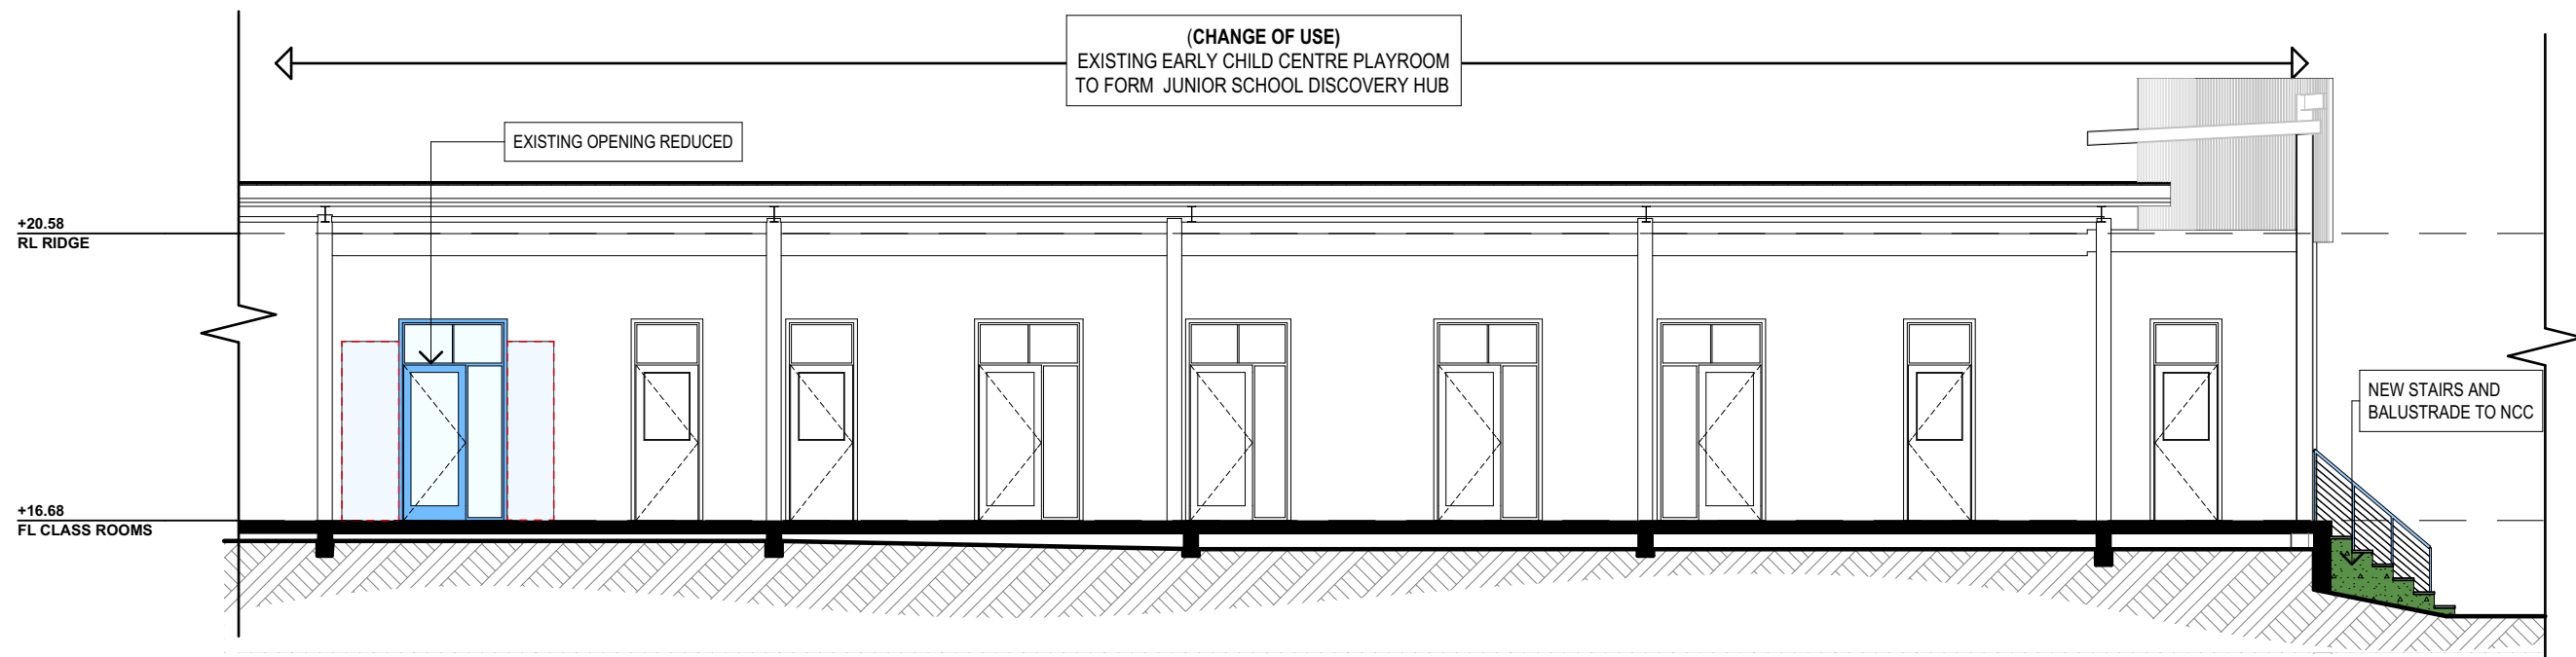 (CHANGE OF USE)
EXISTING EARLY CHILD CENTRE PLAYROOM
TO FORM JUNIOR SCHOOL DISCOVERY HUB
EXISTING OPENING REDUCED
+20.58
RL RIDGE
NEW STAIRS AND
BALUSTRADE TO NCC
+16.68
FL CLASS ROOMS